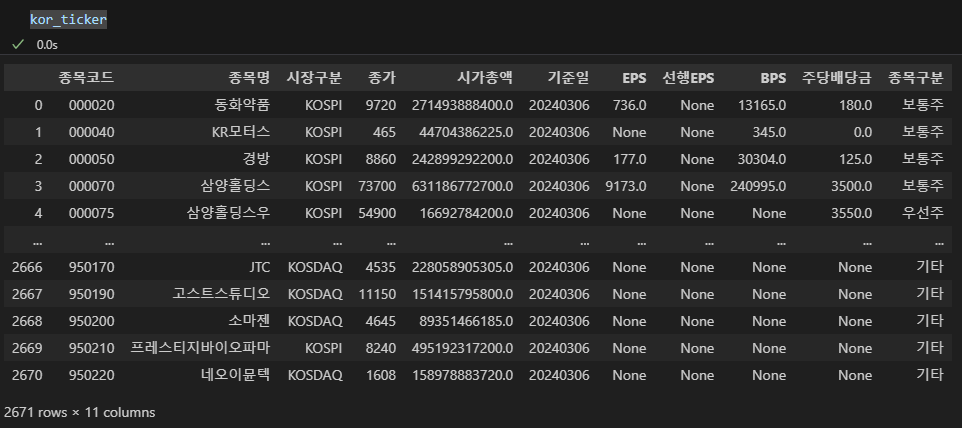 kor_ticker
0.0s
종목코드 종목명 시장구분 종가 시가총액 기준일 EPS 선행EPS BPS 주당배당금 종목구분
0 000020 동화약품 KOSPI 9720 271493888400.0 20240306 736.0 None 13165.0 180.0 보통주
1 000040 KR모터스 KOSPI 465 44704386225.0 20240306 None None 345.0 0.0 보통주
2 000050 경방 KOSPI 8860 242899292200.0 20240306 177.0 None 30304.0 125.0 보통주
3 000070 삼양홀딩스 KOSPI 73700 631186772700.0 20240306 9173.0 None 240995.0 3500.0 보통주
4 000075 삼양홀딩스우 KOSPI 54900 16692784200.0 20240306 None None None 3550.0 우선주
... ... ... ... ... ... ... ... ... ... ... ...
2666 950170 JTC KOSDAQ 4535 228058905305.0 20240306 None None None None 기타
2667 950190 고스트스튜디오 KOSDAQ 11150 151415795800.0 20240306 None None None None 기타
2668 950200 소마젠 KOSDAQ 4645 89351466185.0 20240306 None None None None 기타
2669 950210 프레스티지바이오파마 KOSPI 8240 495192317200.0 20240306 None None None None 기타
2670 950220 네오이뮨텍 KOSDAQ 1608 158978883720.0 20240306 None None None None 기타
2671 rows × 11 columns